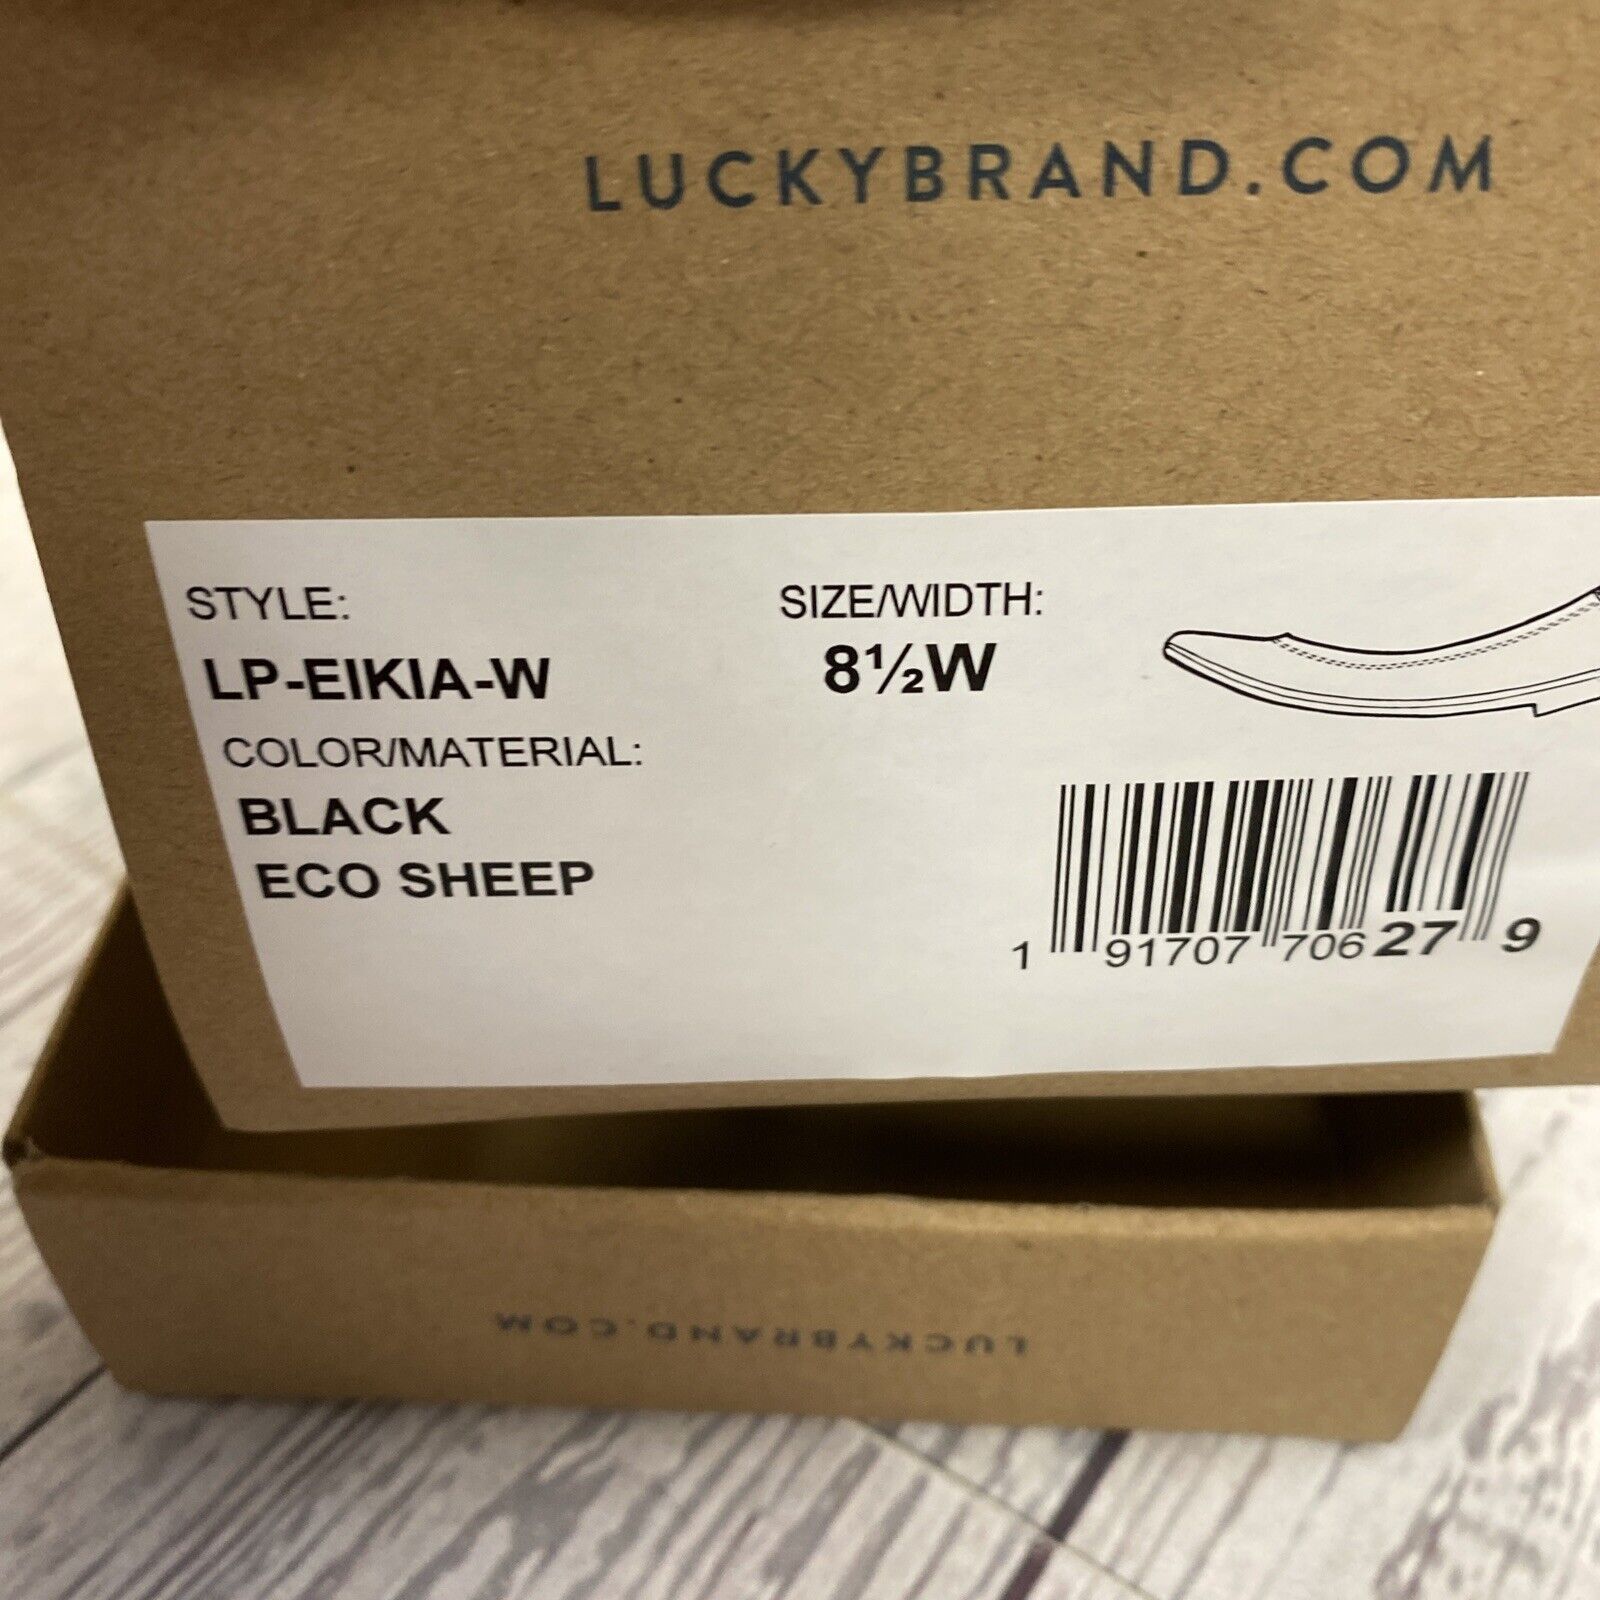 LUCKYBRAND.COM
STYLE:
LP-EIKIA-W
SIZE/WIDTH:
8½W
COLOR/MATERIAL:
BLACK
ECO SHEEP
1 91707 70627 9
LUCKYBRAND.COM